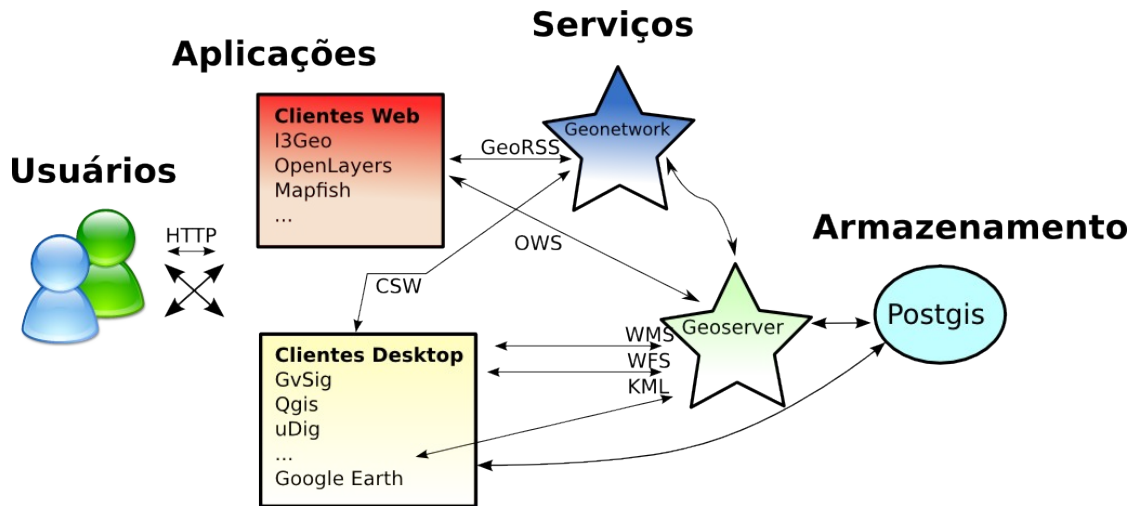 Serviços
Aplicações
Clientes Web
I3Geo
OpenLayers
Mapfish
...
GeoRSS
Geonetwork
Usuários
HTTP
Armazenamento
OWS
CSW
Postgis
Geoserver
Clientes Desktop
GvSig
Qgis
uDig
...
Google Earth
WMS
WFS
KML